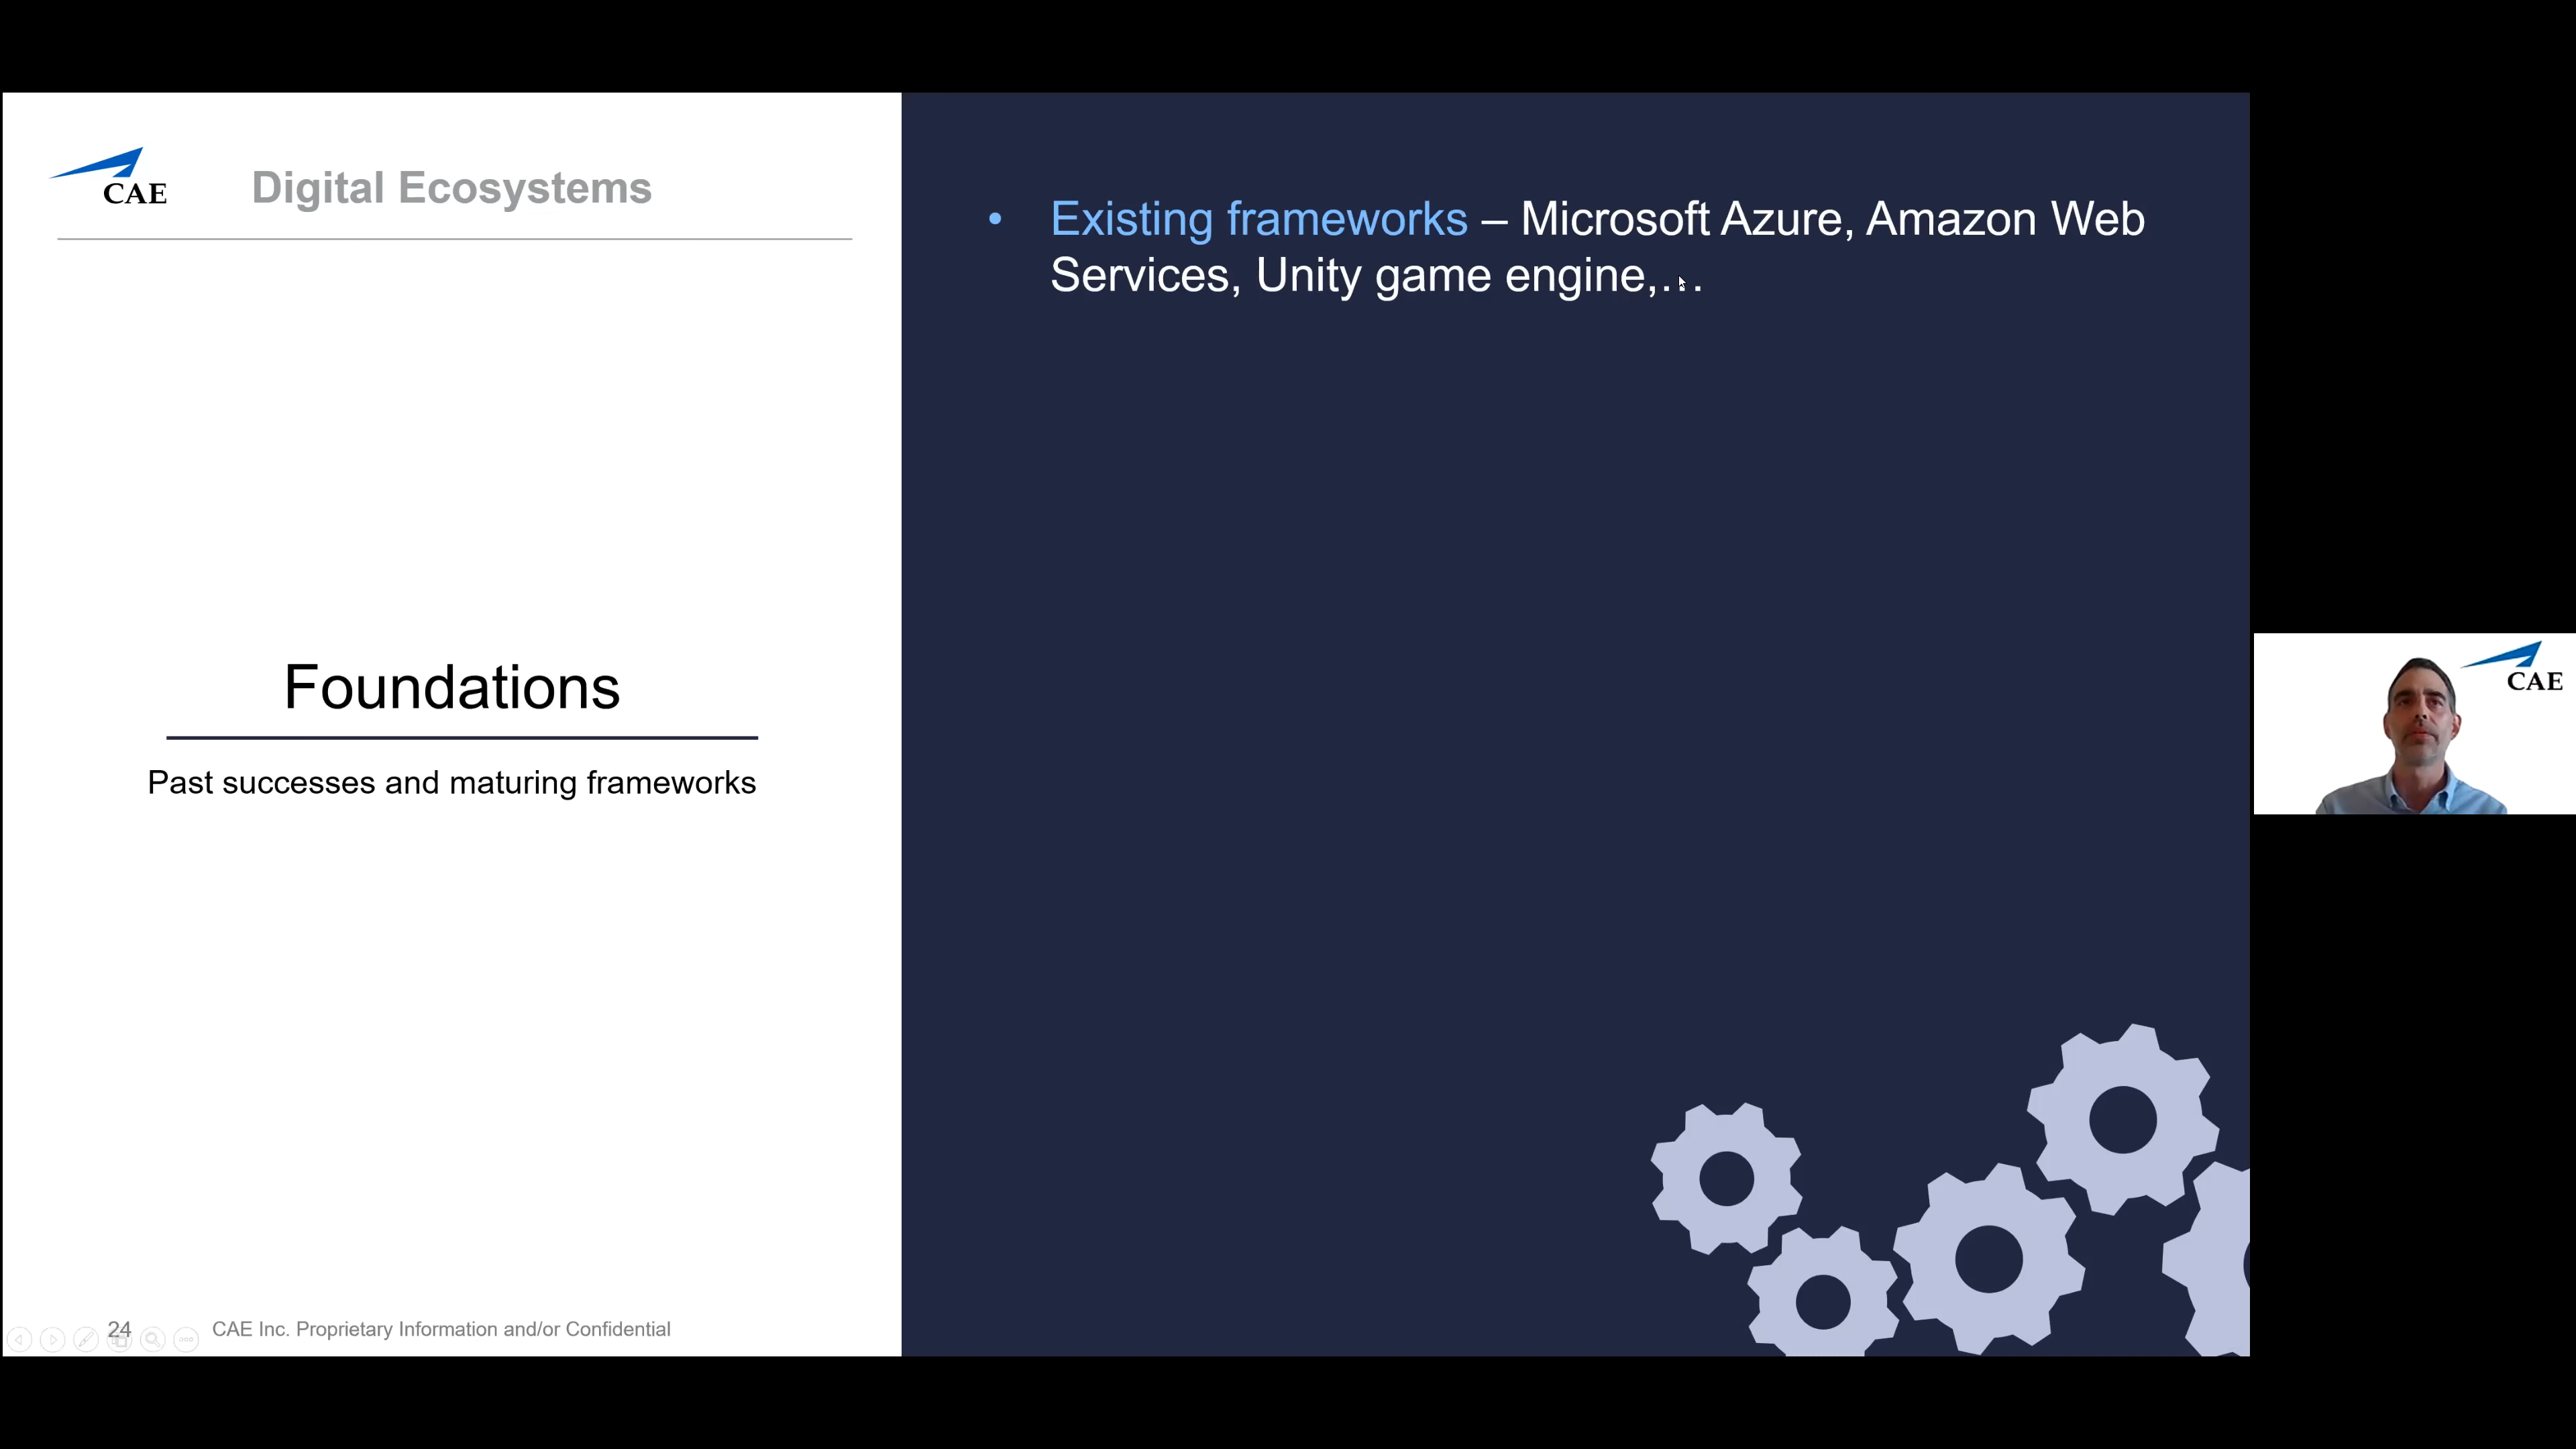 CAE
Digital Ecosystems
Foundations
Past successes and maturing frameworks
24
CAE Inc. Proprietary Information and/or Confidential
• Existing frameworks – Microsoft Azure, Amazon Web
Services, Unity game engine,…
CAE